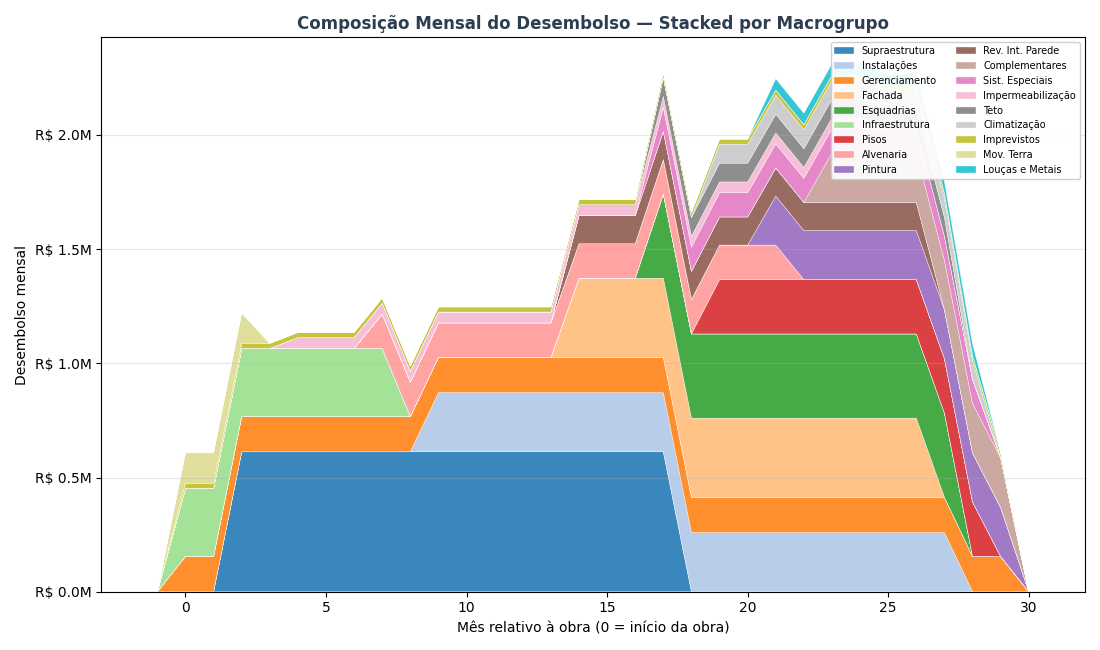 Composição Mensal do Desembolso — Stacked por Macrogrupo
Supraestrutura
Instalações
Gerenciamento
Fachada
Esquadrias
Infraestrutura
Pisos
Alvenaria
Pintura
Rev. Int. Parede
Complementares
Sist. Especiais
Impermeabilização
Teto
Climatização
Imprevistos
Mov. Terra
Louças e Metais
Desembolso mensal
R$ 2.0M
R$ 1.5M
R$ 1.0M
R$ 0.5M
R$ 0.0M
0 5 10 15 20 25 30
Mês relativo à obra (0 = início da obra)